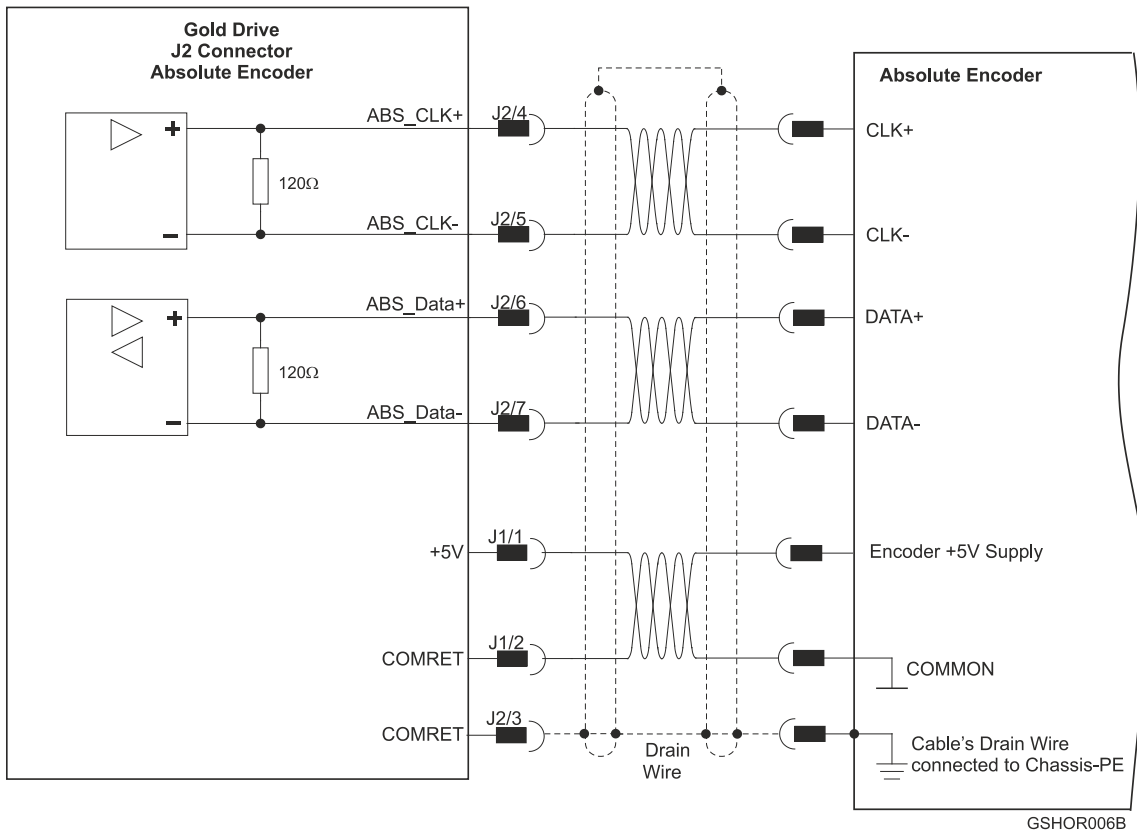 Gold Drive
J2 Connector
Absolute Encoder
Absolute Encoder
ABS_CLK+
J2/4
CLK+
120Ω
ABS_CLK-
J2/5
CLK-
ABS_Data+
J2/6
DATA+
120Ω
ABS_Data-
J2/7
DATA-
+5V
J1/1
Encoder +5V Supply
COMRET
J1/2
COMMON
COMRET
J2/3
Drain
Wire
Cable's Drain Wire
connected to Chassis-PE
GSHOR006B